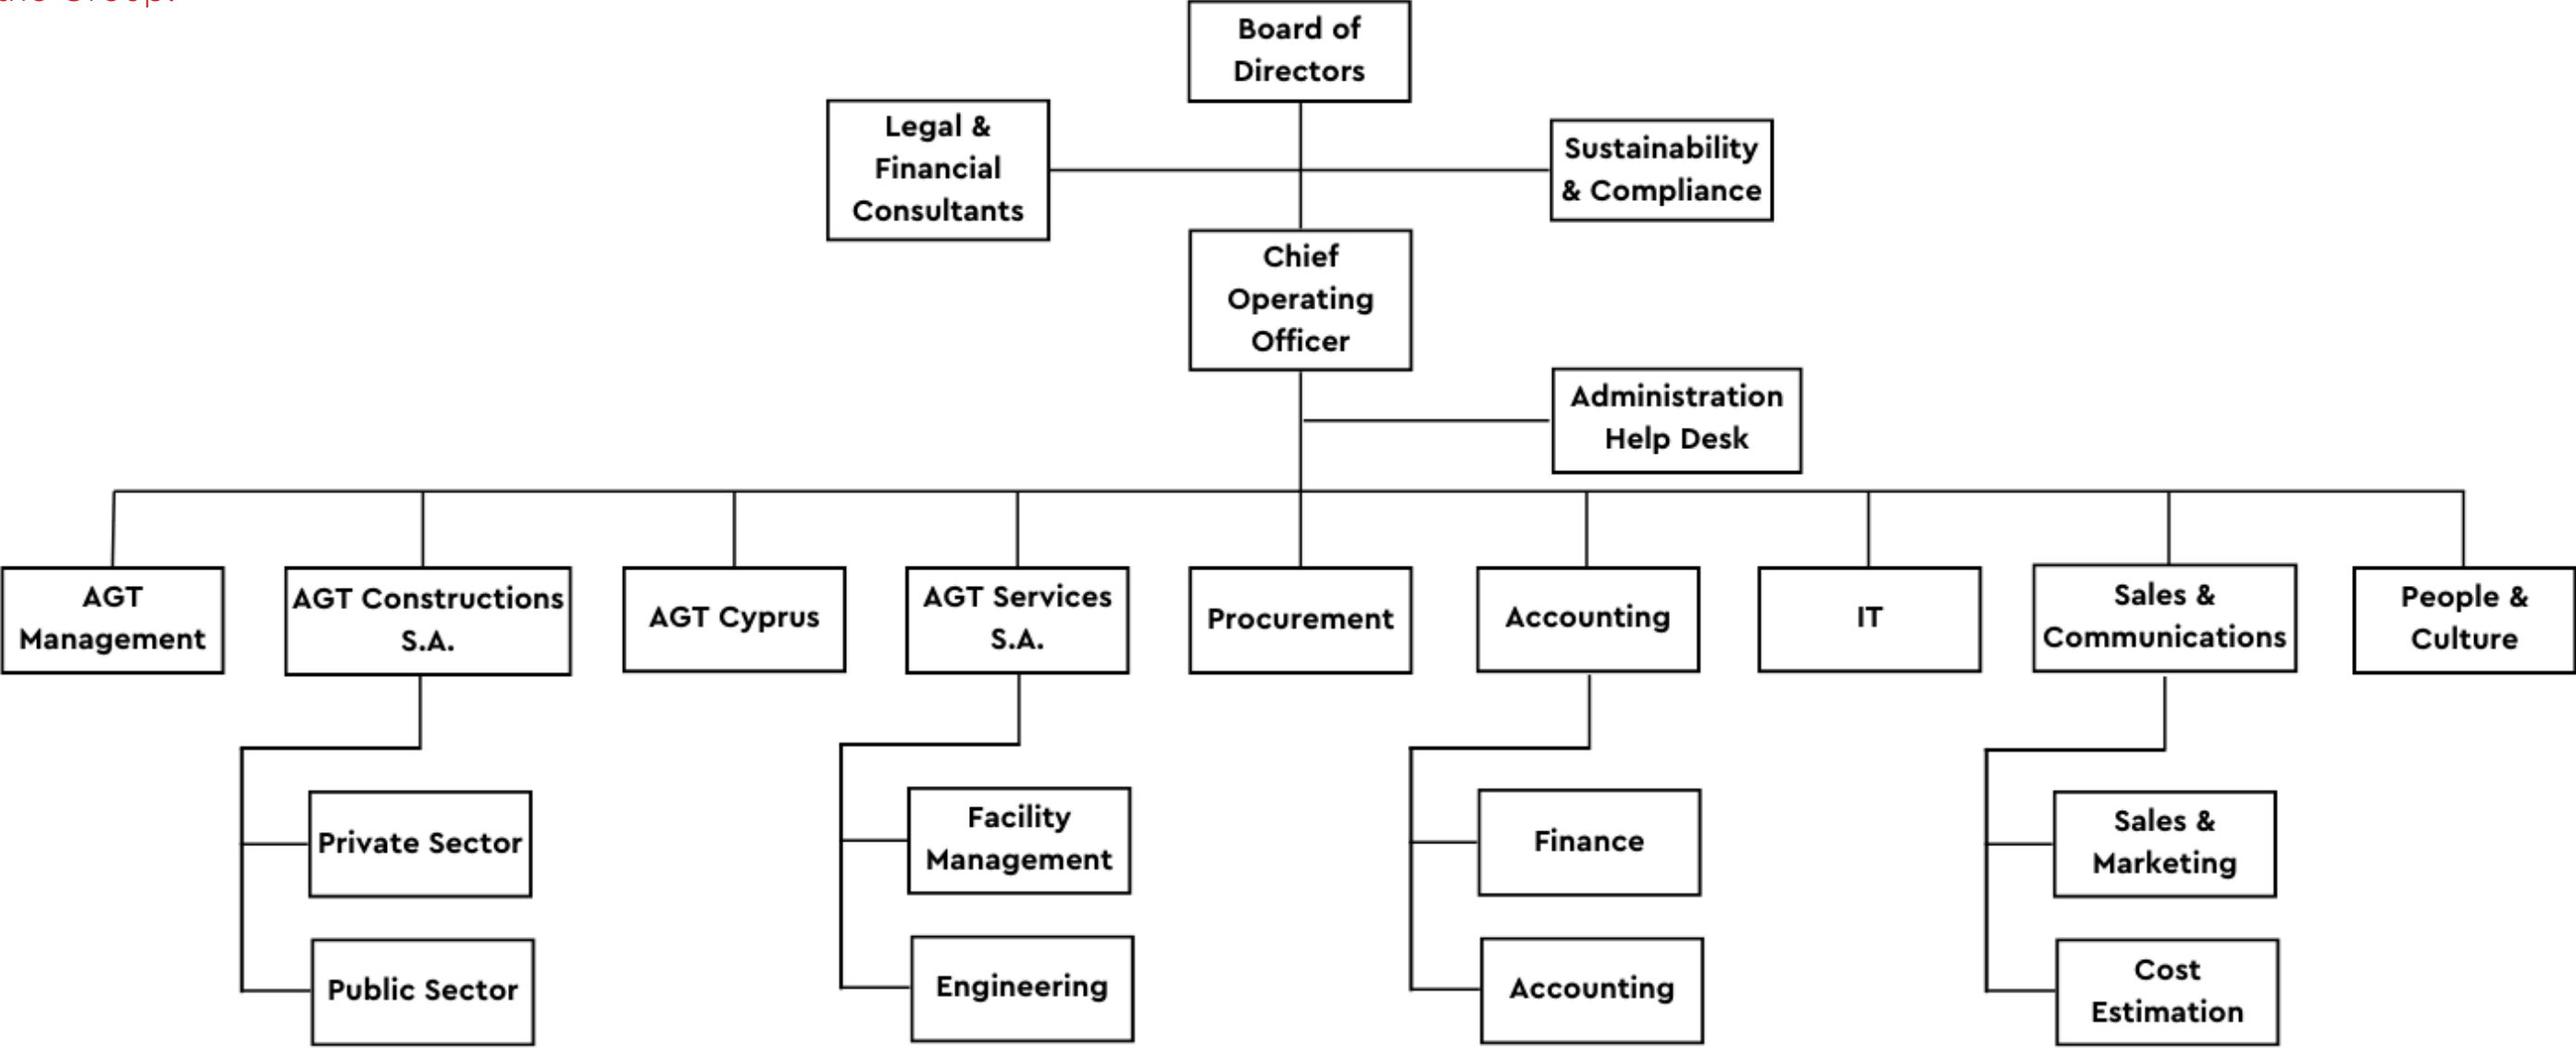 Group.
Board of
Directors
Legal &
Financial
Consultants
Sustainability
& Compliance
Chief
Operating
Officer
Administration
Help Desk
AGT
Management
AGT Constructions
S.A.
AGT Cyprus
AGT Services
S.A.
Procurement
Accounting
IT
Sales &
Communications
People &
Culture
Private Sector
Public Sector
Facility
Management
Engineering
Finance
Accounting
Sales &
Marketing
Cost
Estimation